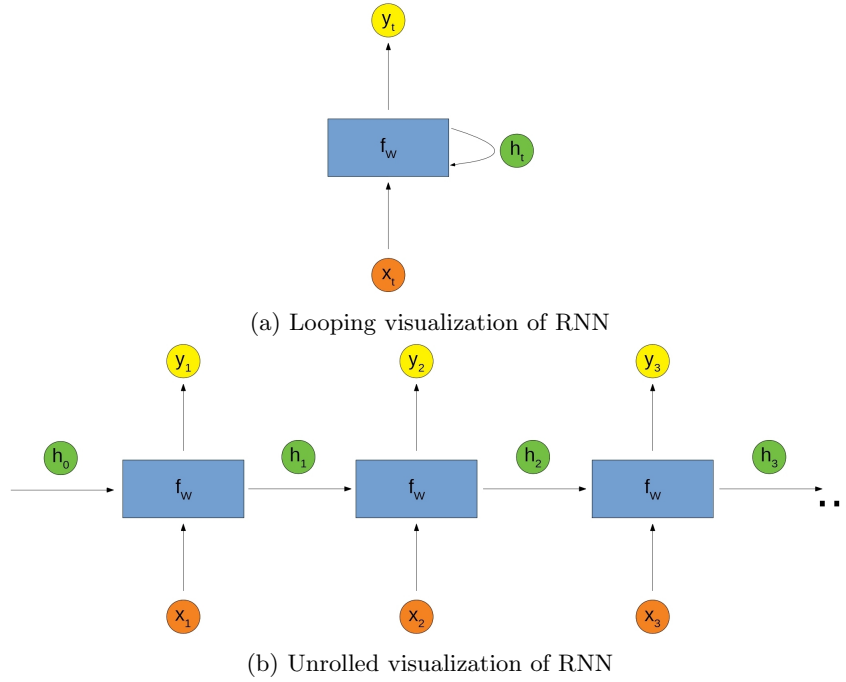 y_t
f_W
h_t
x_t
(a) Looping visualization of RNN
y_1 y_2 y_3
h_0 h_1 h_2 h_3
f_W f_W f_W
..
x_1 x_2 x_3
(b) Unrolled visualization of RNN